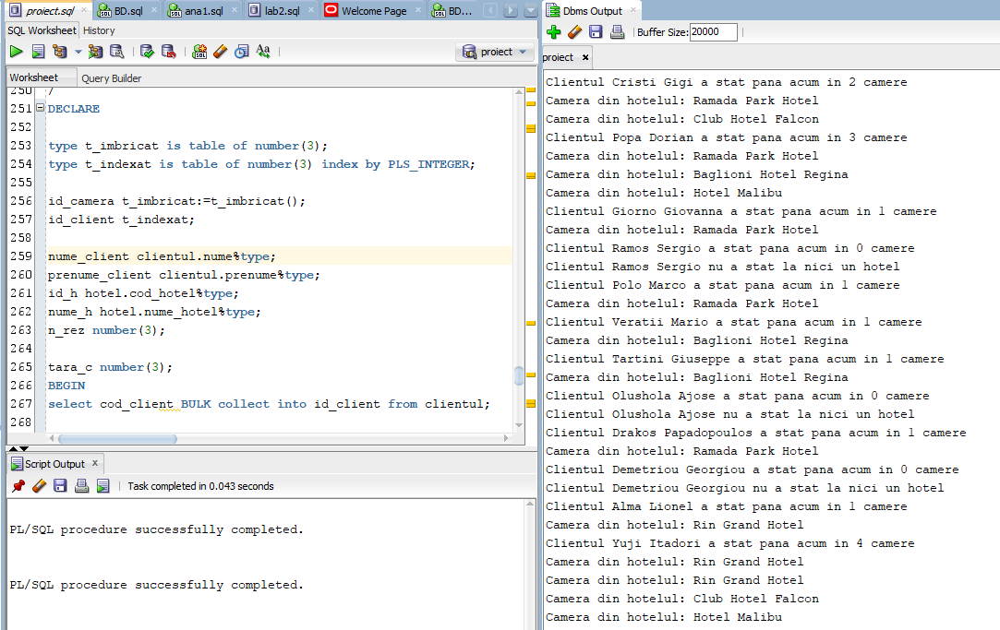 project.sql
BD.sql
ana1.sql
lab2.sql
Welcome Page
BD...
SQL Worksheet History
project
Worksheet Query Builder
250 /
251 DECLARE
252
253 type t_imbricat is table of number(3);
254 type t_indexat is table of number(3) index by PLS_INTEGER;
255
256 id_camera t_imbricat:=t_imbricat();
257 id_client t_indexat;
258
259 nume_client clientul.nume%type;
260 prenume_client clientul.prenume%type;
261 id_h hotel.cod_hotel%type;
262 nume_h hotel.nume_hotel%type;
263 n_rez number(3);
264
265 tara_c number(3);
266 BEGIN
267 select cod_client BULK collect into id_client from clientul;
268
Script Output
Task completed in 0.043 seconds
PL/SQL procedure successfully completed.
PL/SQL procedure successfully completed.
Dbms Output
Buffer Size: 20000
project
Clientul Cristi Gigi a stat pana acum in 2 camere
Camera din hotelul: Ramada Park Hotel
Camera din hotelul: Club Hotel Falcon
Clientul Popa Dorian a stat pana acum in 3 camere
Camera din hotelul: Ramada Park Hotel
Camera din hotelul: Baglioni Hotel Regina
Camera din hotelul: Hotel Malibu
Clientul Giorno Giovanna a stat pana acum in 1 camere
Camera din hotelul: Ramada Park Hotel
Clientul Ramos Sergio a stat pana acum in 0 camere
Clientul Ramos Sergio nu a stat la nici un hotel
Clientul Polo Marco a stat pana acum in 1 camere
Camera din hotelul: Ramada Park Hotel
Clientul Veratii Mario a stat pana acum in 1 camere
Camera din hotelul: Baglioni Hotel Regina
Clientul Tartini Giuseppe a stat pana acum in 1 camere
Camera din hotelul: Baglioni Hotel Regina
Clientul Olushola Ajose a stat pana acum in 0 camere
Clientul Olushola Ajose nu a stat la nici un hotel
Clientul Drakos Papadopoulos a stat pana acum in 1 camere
Camera din hotelul: Ramada Park Hotel
Clientul Demetriou Georgiou a stat pana acum in 0 camere
Clientul Demetriou Georgiou nu a stat la nici un hotel
Clientul Alma Lionel a stat pana acum in 1 camere
Camera din hotelul: Rin Grand Hotel
Clientul Yuji Itadori a stat pana acum in 4 camere
Camera din hotelul: Rin Grand Hotel
Camera din hotelul: Rin Grand Hotel
Camera din hotelul: Club Hotel Falcon
Camera din hotelul: Hotel Malibu